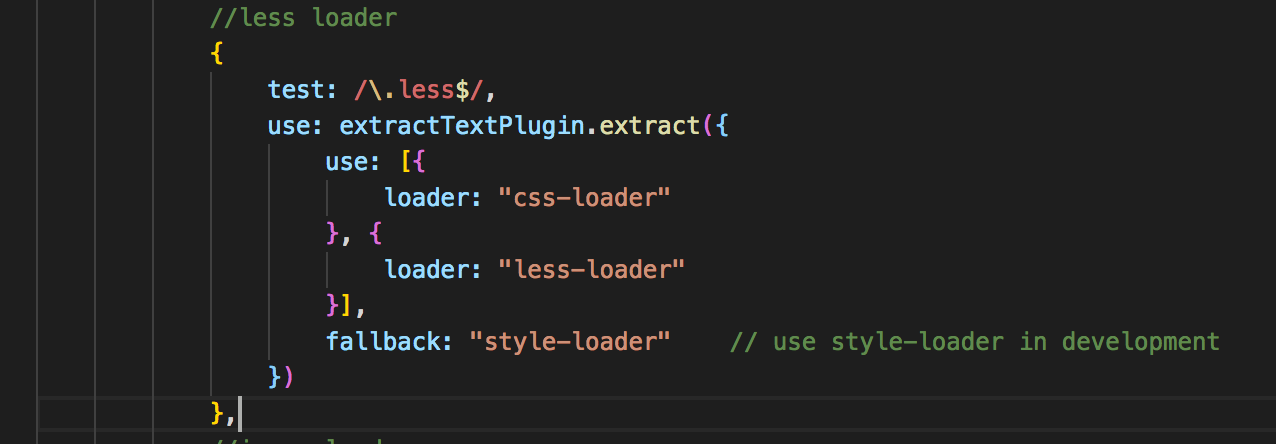 //less loader
{
test: /\.less$/,
use: extractTextPlugin.extract({
use: [{
loader: "css-loader"
}, {
loader: "less-loader"
}],
fallback: "style-loader"    // use style-loader in development
})
},